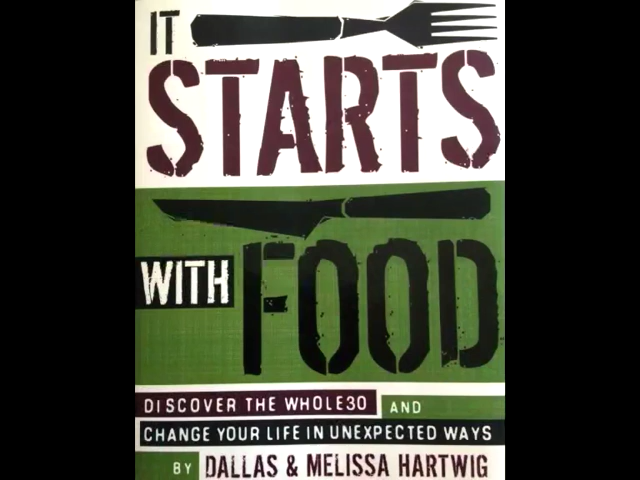 IT
STARTS
WITH FOOD
DISCOVER THE WHOLE30 AND
CHANGE YOUR LIFE IN UNEXPECTED WAYS
BY DALLAS & MELISSA HARTWIG